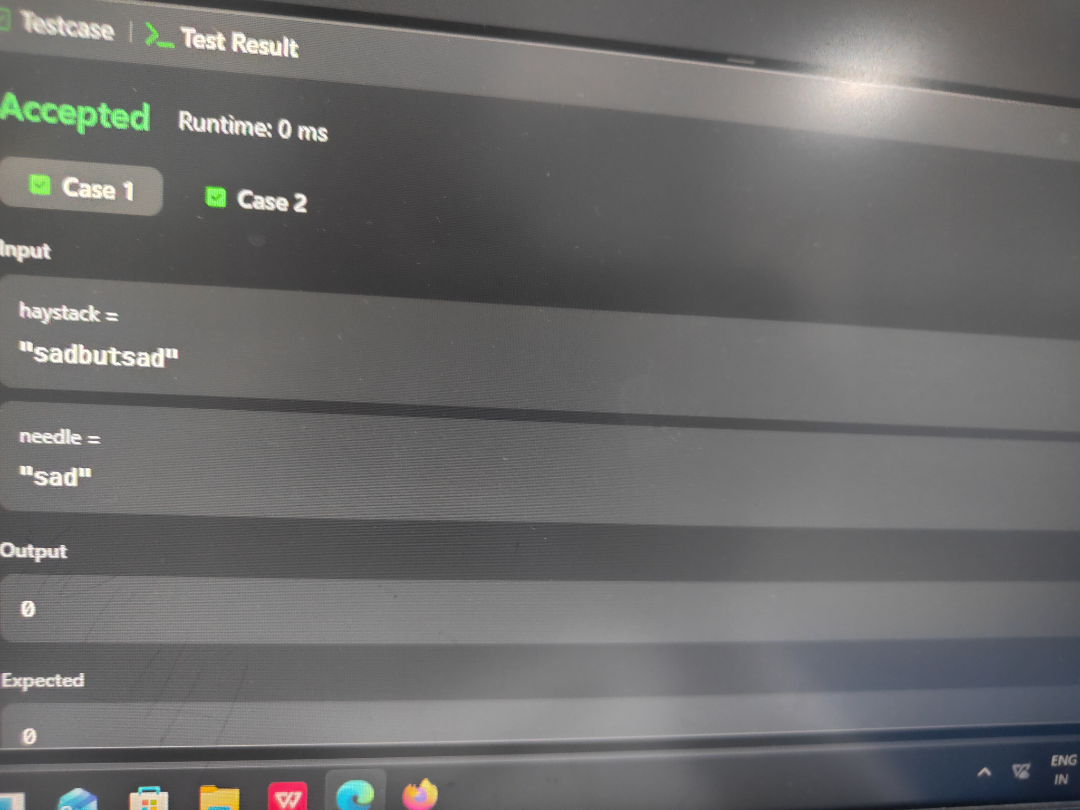 Testcase | >_ Test Result
Accepted Runtime: 0 ms
Case 1 Case 2
Input
haystack =
"sadbutsad"
needle =
"sad"
Output
0
Expected
0
ENG
IN